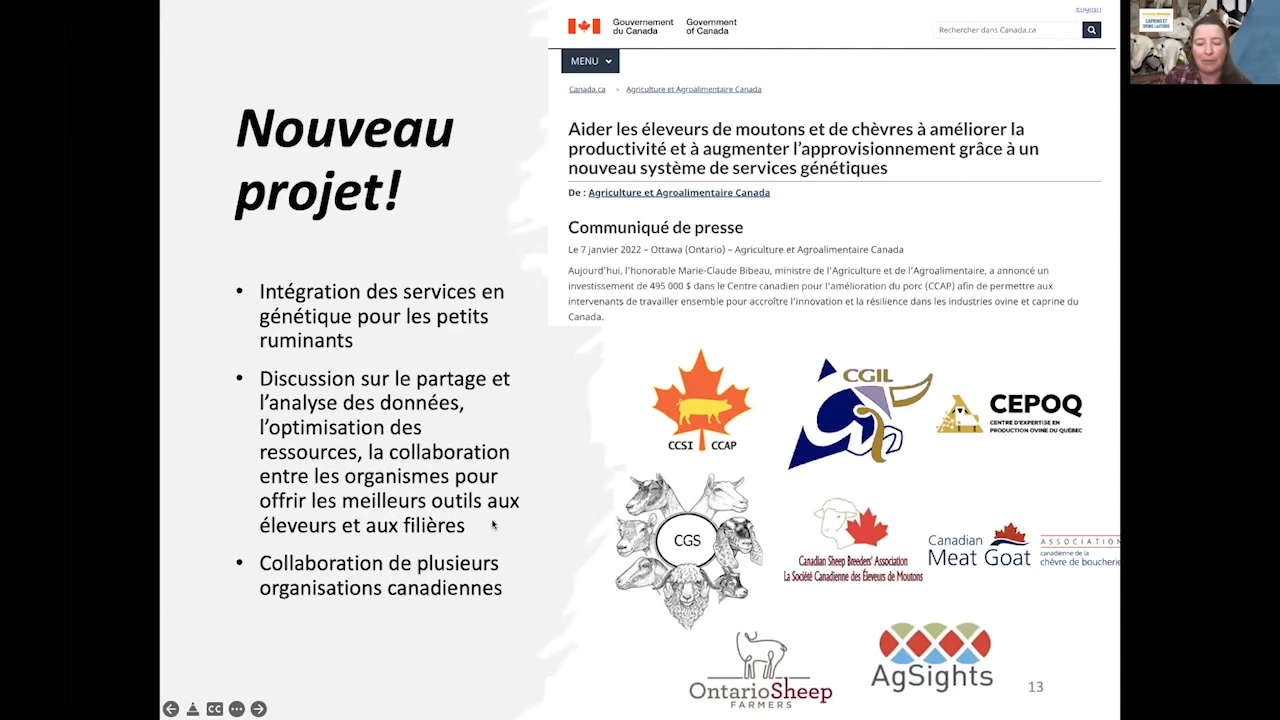 Nouveau
projet!
• Intégration des services en
génétique pour les petits
ruminants
• Discussion sur le partage et
l'analyse des données,
l'optimisation des
ressources, la collaboration
entre les organismes pour
offrir les meilleurs outils aux
éleveurs et aux filières
• Collaboration de plusieurs
organisations canadiennes
English
Gouvernement
du Canada
Government
of Canada
Rechercher dans Canada.ca
MENU
Canada.ca > Agriculture et Agroalimentaire Canada
Aider les éleveurs de moutons et de chèvres à améliorer la
productivité et à augmenter l'approvisionnement grâce à un
nouveau système de services génétiques
De : Agriculture et Agroalimentaire Canada
Communiqué de presse
Le 7 janvier 2022 – Ottawa (Ontario) – Agriculture et Agroalimentaire Canada
Aujourd'hui, l'honorable Marie-Claude Bibeau, ministre de l'Agriculture et de l'Agroalimentaire, a annoncé un
investissement de 495 000 $ dans le Centre canadien pour l'amélioration du porc (CCAP) afin de permettre aux
intervenants de travailler ensemble pour accroître l'innovation et la résilience dans les industries ovine et caprine du
Canada.
CCSI CCAP
CGIL
CEPOQ
CENTRE D'EXPERTISE EN
PRODUCTION OVINE DU QUÉBEC
CGS
Canadian Sheep Breeders' Association
La Société Canadienne des Éleveurs de Moutons
Canadian
Meat Goat
ASSOCIATION
canadienne de la
chèvre de boucherie
OntarioSheep
FARMERS
AgSights
13
CC
CAPRINS ET
OVINS LAITIERS